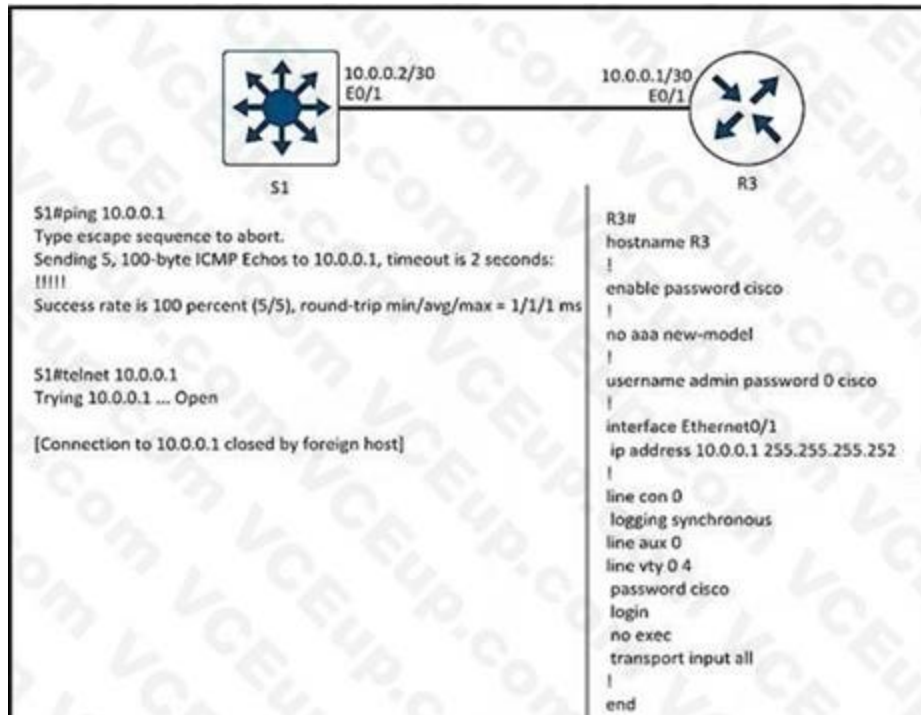 10.0.0.2/30
E0/1
10.0.0.1/30
E0/1
S1
R3
S1#ping 10.0.0.1
Type escape sequence to abort.
Sending 5, 100-byte ICMP Echos to 10.0.0.1, timeout is 2 seconds:
!!!!!
Success rate is 100 percent (5/5), round-trip min/avg/max = 1/1/1 ms
S1#telnet 10.0.0.1
Trying 10.0.0.1 ... Open
[Connection to 10.0.0.1 closed by foreign host]
R3#
hostname R3
!
enable password cisco
!
no aaa new-model
!
username admin password 0 cisco
!
interface Ethernet0/1
ip address 10.0.0.1 255.255.255.252
!
line con 0
logging synchronous
line aux 0
line vty 0 4
password cisco
login
no exec
transport input all
!
end
VCEup.com